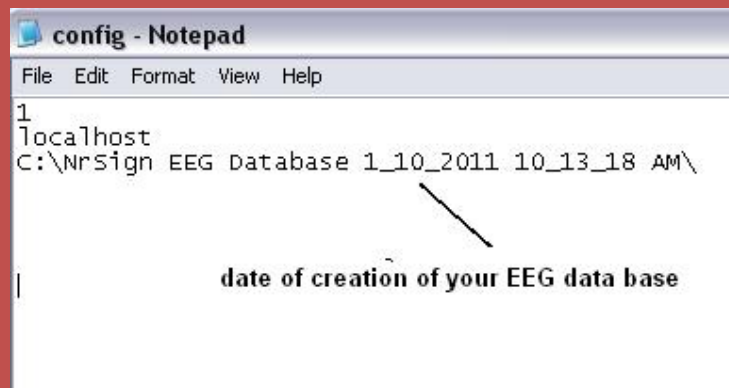 config - Notepad
File Edit Format View Help
1
localhost
C:\NrSign EEG Database 1_10_2011 10_13_18 AM\
date of creation of your EEG data base